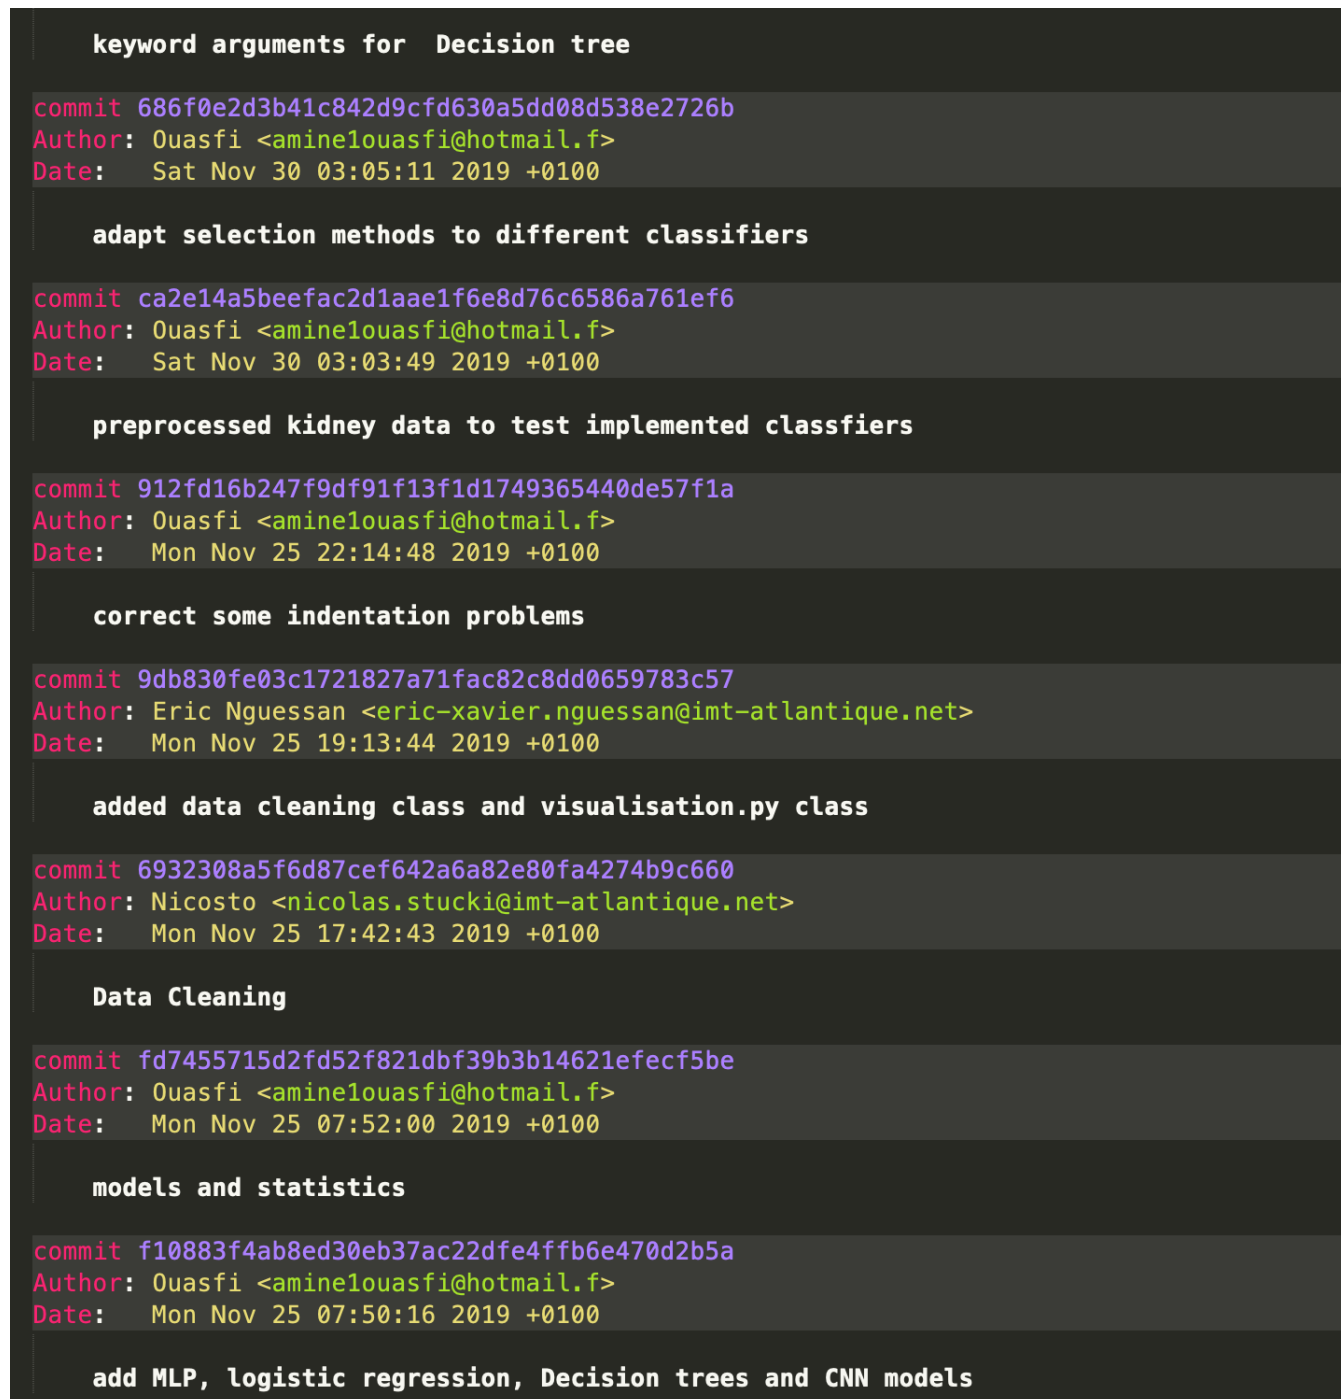 keyword arguments for  Decision tree
commit 686f0e2d3b41c842d9cfd630a5dd08d538e2726b
Author: Ouasfi <amine1ouasfi@hotmail.f>
Date:   Sat Nov 30 03:05:11 2019 +0100
adapt selection methods to different classifiers
commit ca2e14a5beefac2d1aae1f6e8d76c6586a761ef6
Author: Ouasfi <amine1ouasfi@hotmail.f>
Date:   Sat Nov 30 03:03:49 2019 +0100
preprocessed kidney data to test implemented classfiers
commit 912fd16b247f9df91f13f1d1749365440de57f1a
Author: Ouasfi <amine1ouasfi@hotmail.f>
Date:   Mon Nov 25 22:14:48 2019 +0100
correct some indentation problems
commit 9db830fe03c1721827a71fac82c8dd0659783c57
Author: Eric Nguessan <eric-xavier.nguessan@imt-atlantique.net>
Date:   Mon Nov 25 19:13:44 2019 +0100
added data cleaning class and visualisation.py class
commit 6932308a5f6d87cef642a6a82e80fa4274b9c660
Author: Nicosto <nicolas.stucki@imt-atlantique.net>
Date:   Mon Nov 25 17:42:43 2019 +0100
Data Cleaning
commit fd7455715d2fd52f821dbf39b3b14621efecf5be
Author: Ouasfi <amine1ouasfi@hotmail.f>
Date:   Mon Nov 25 07:52:00 2019 +0100
models and statistics
commit f10883f4ab8ed30eb37ac22dfe4ffb6e470d2b5a
Author: Ouasfi <amine1ouasfi@hotmail.f>
Date:   Mon Nov 25 07:50:16 2019 +0100
add MLP, logistic regression, Decision trees and CNN models